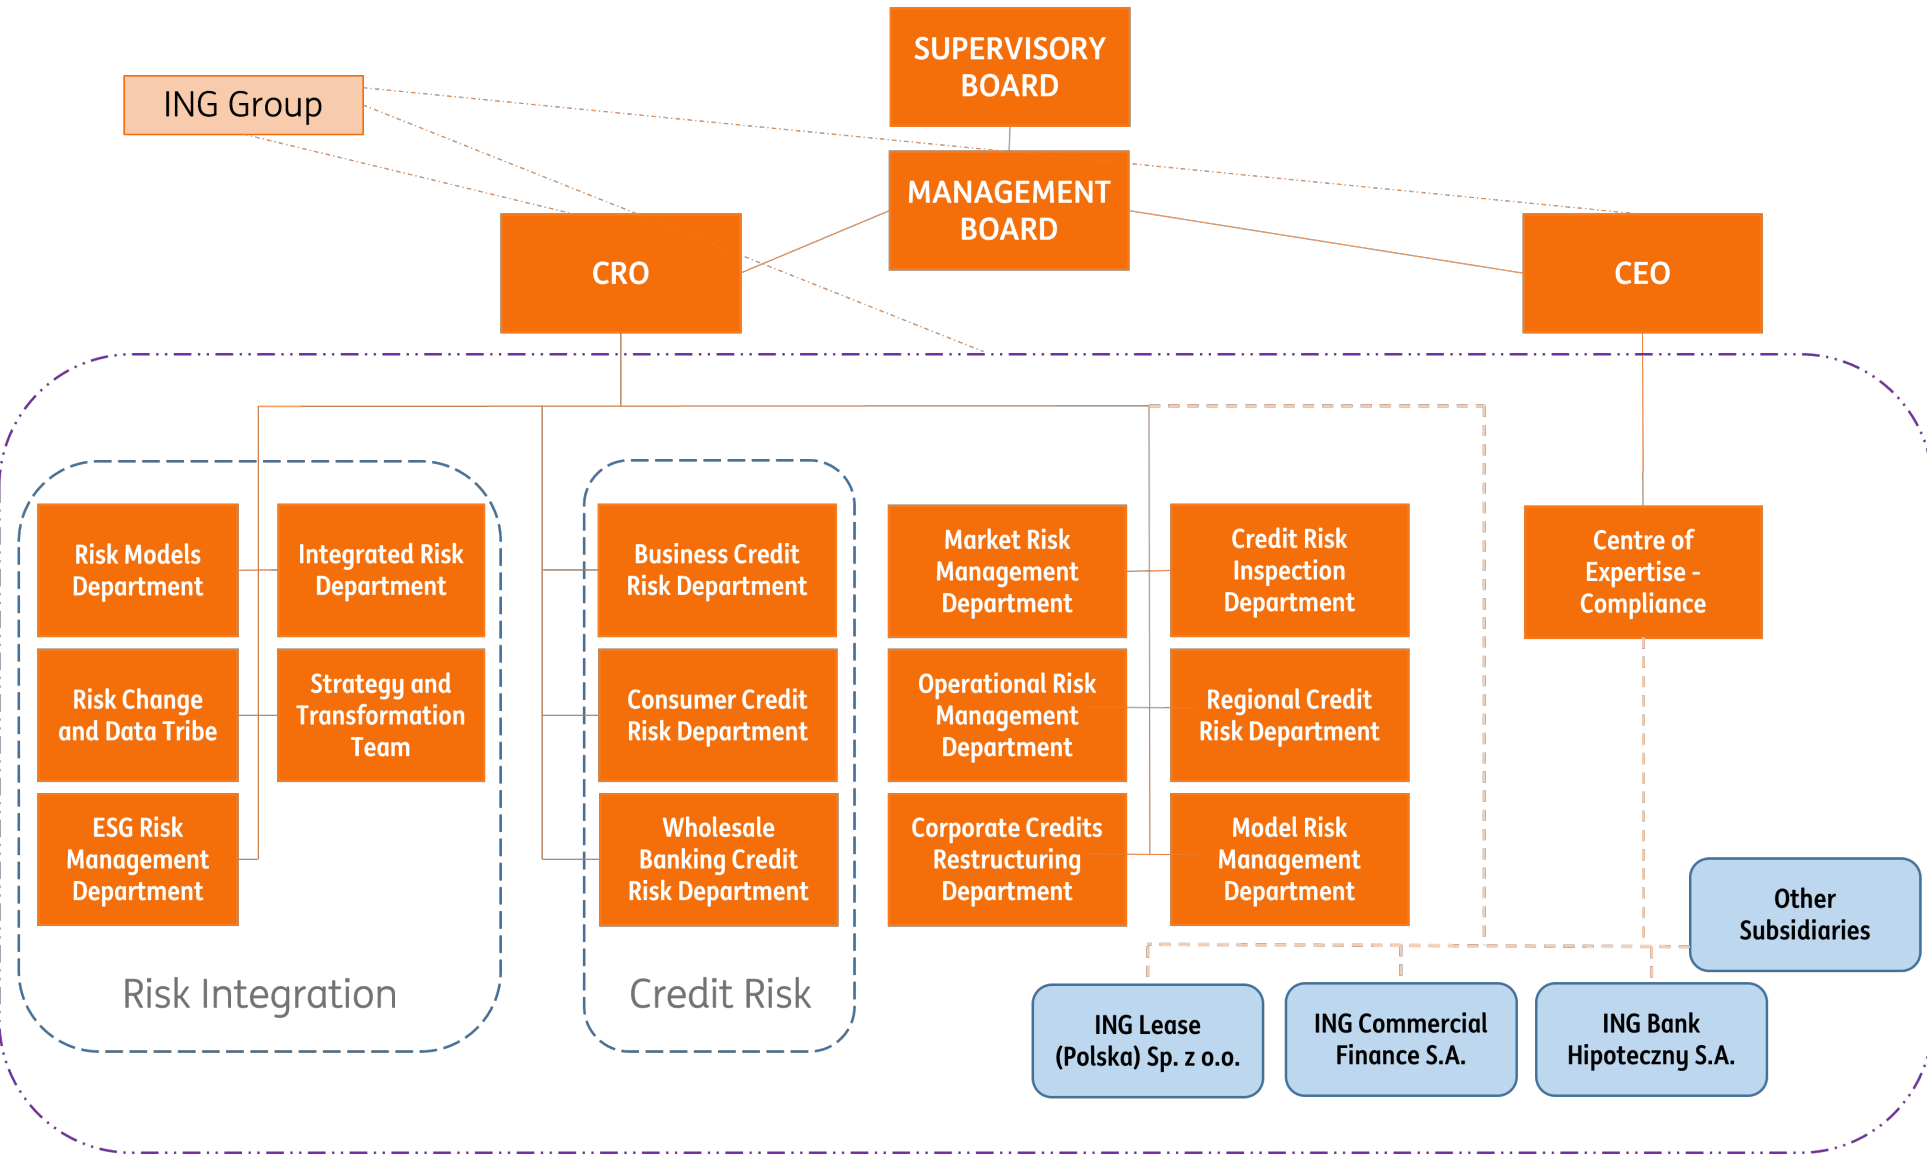 SUPERVISORY
BOARD
ING Group
MANAGEMENT
BOARD
CRO
CEO
Risk Models
Department
Integrated Risk
Department
Risk Change
and Data Tribe
Strategy and
Transformation
Team
ESG Risk
Management
Department
Risk Integration
Business Credit
Risk Department
Consumer Credit
Risk Department
Wholesale
Banking Credit
Risk Department
Credit Risk
Market Risk
Management
Department
Credit Risk
Inspection
Department
Operational Risk
Management
Department
Regional Credit
Risk Department
Corporate Credits
Restructuring
Department
Model Risk
Management
Department
Centre of
Expertise -
Compliance
Other
Subsidiaries
ING Lease
(Polska) Sp. z o.o.
ING Commercial
Finance S.A.
ING Bank
Hipoteczny S.A.